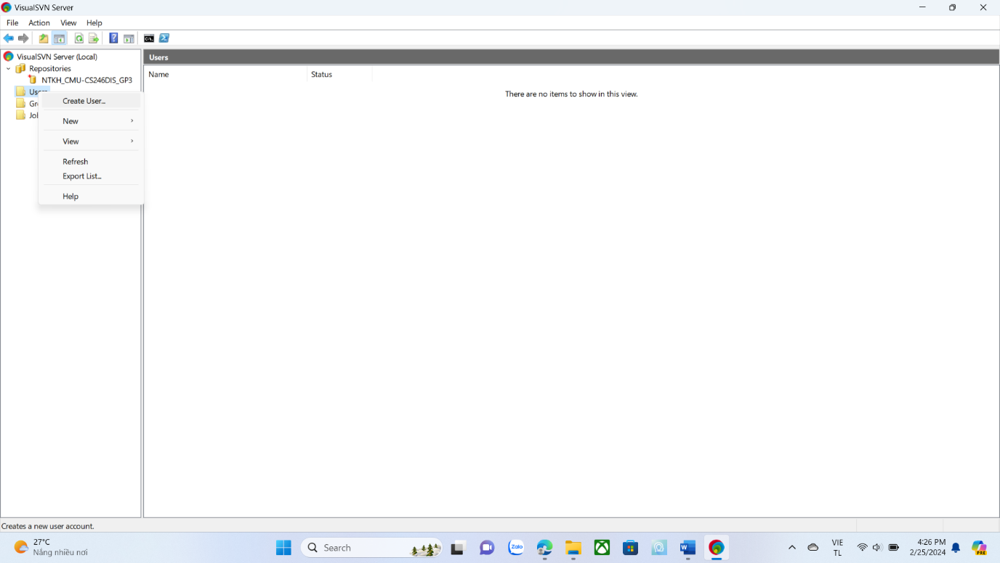 VisualSVN Server
File Action View Help
VisualSVN Server (Local)
Repositories
NTKH_CMU-CS246DIS_GP3
Users
Create User...
New
View
Refresh
Export List...
Help
Users
Name Status
There are no items to show in this view.
Creates a new user account.
27°C
Nắng nhiều nơi
Search
Zalo
VIE
TL
4:26 PM
2/25/2024
PRE